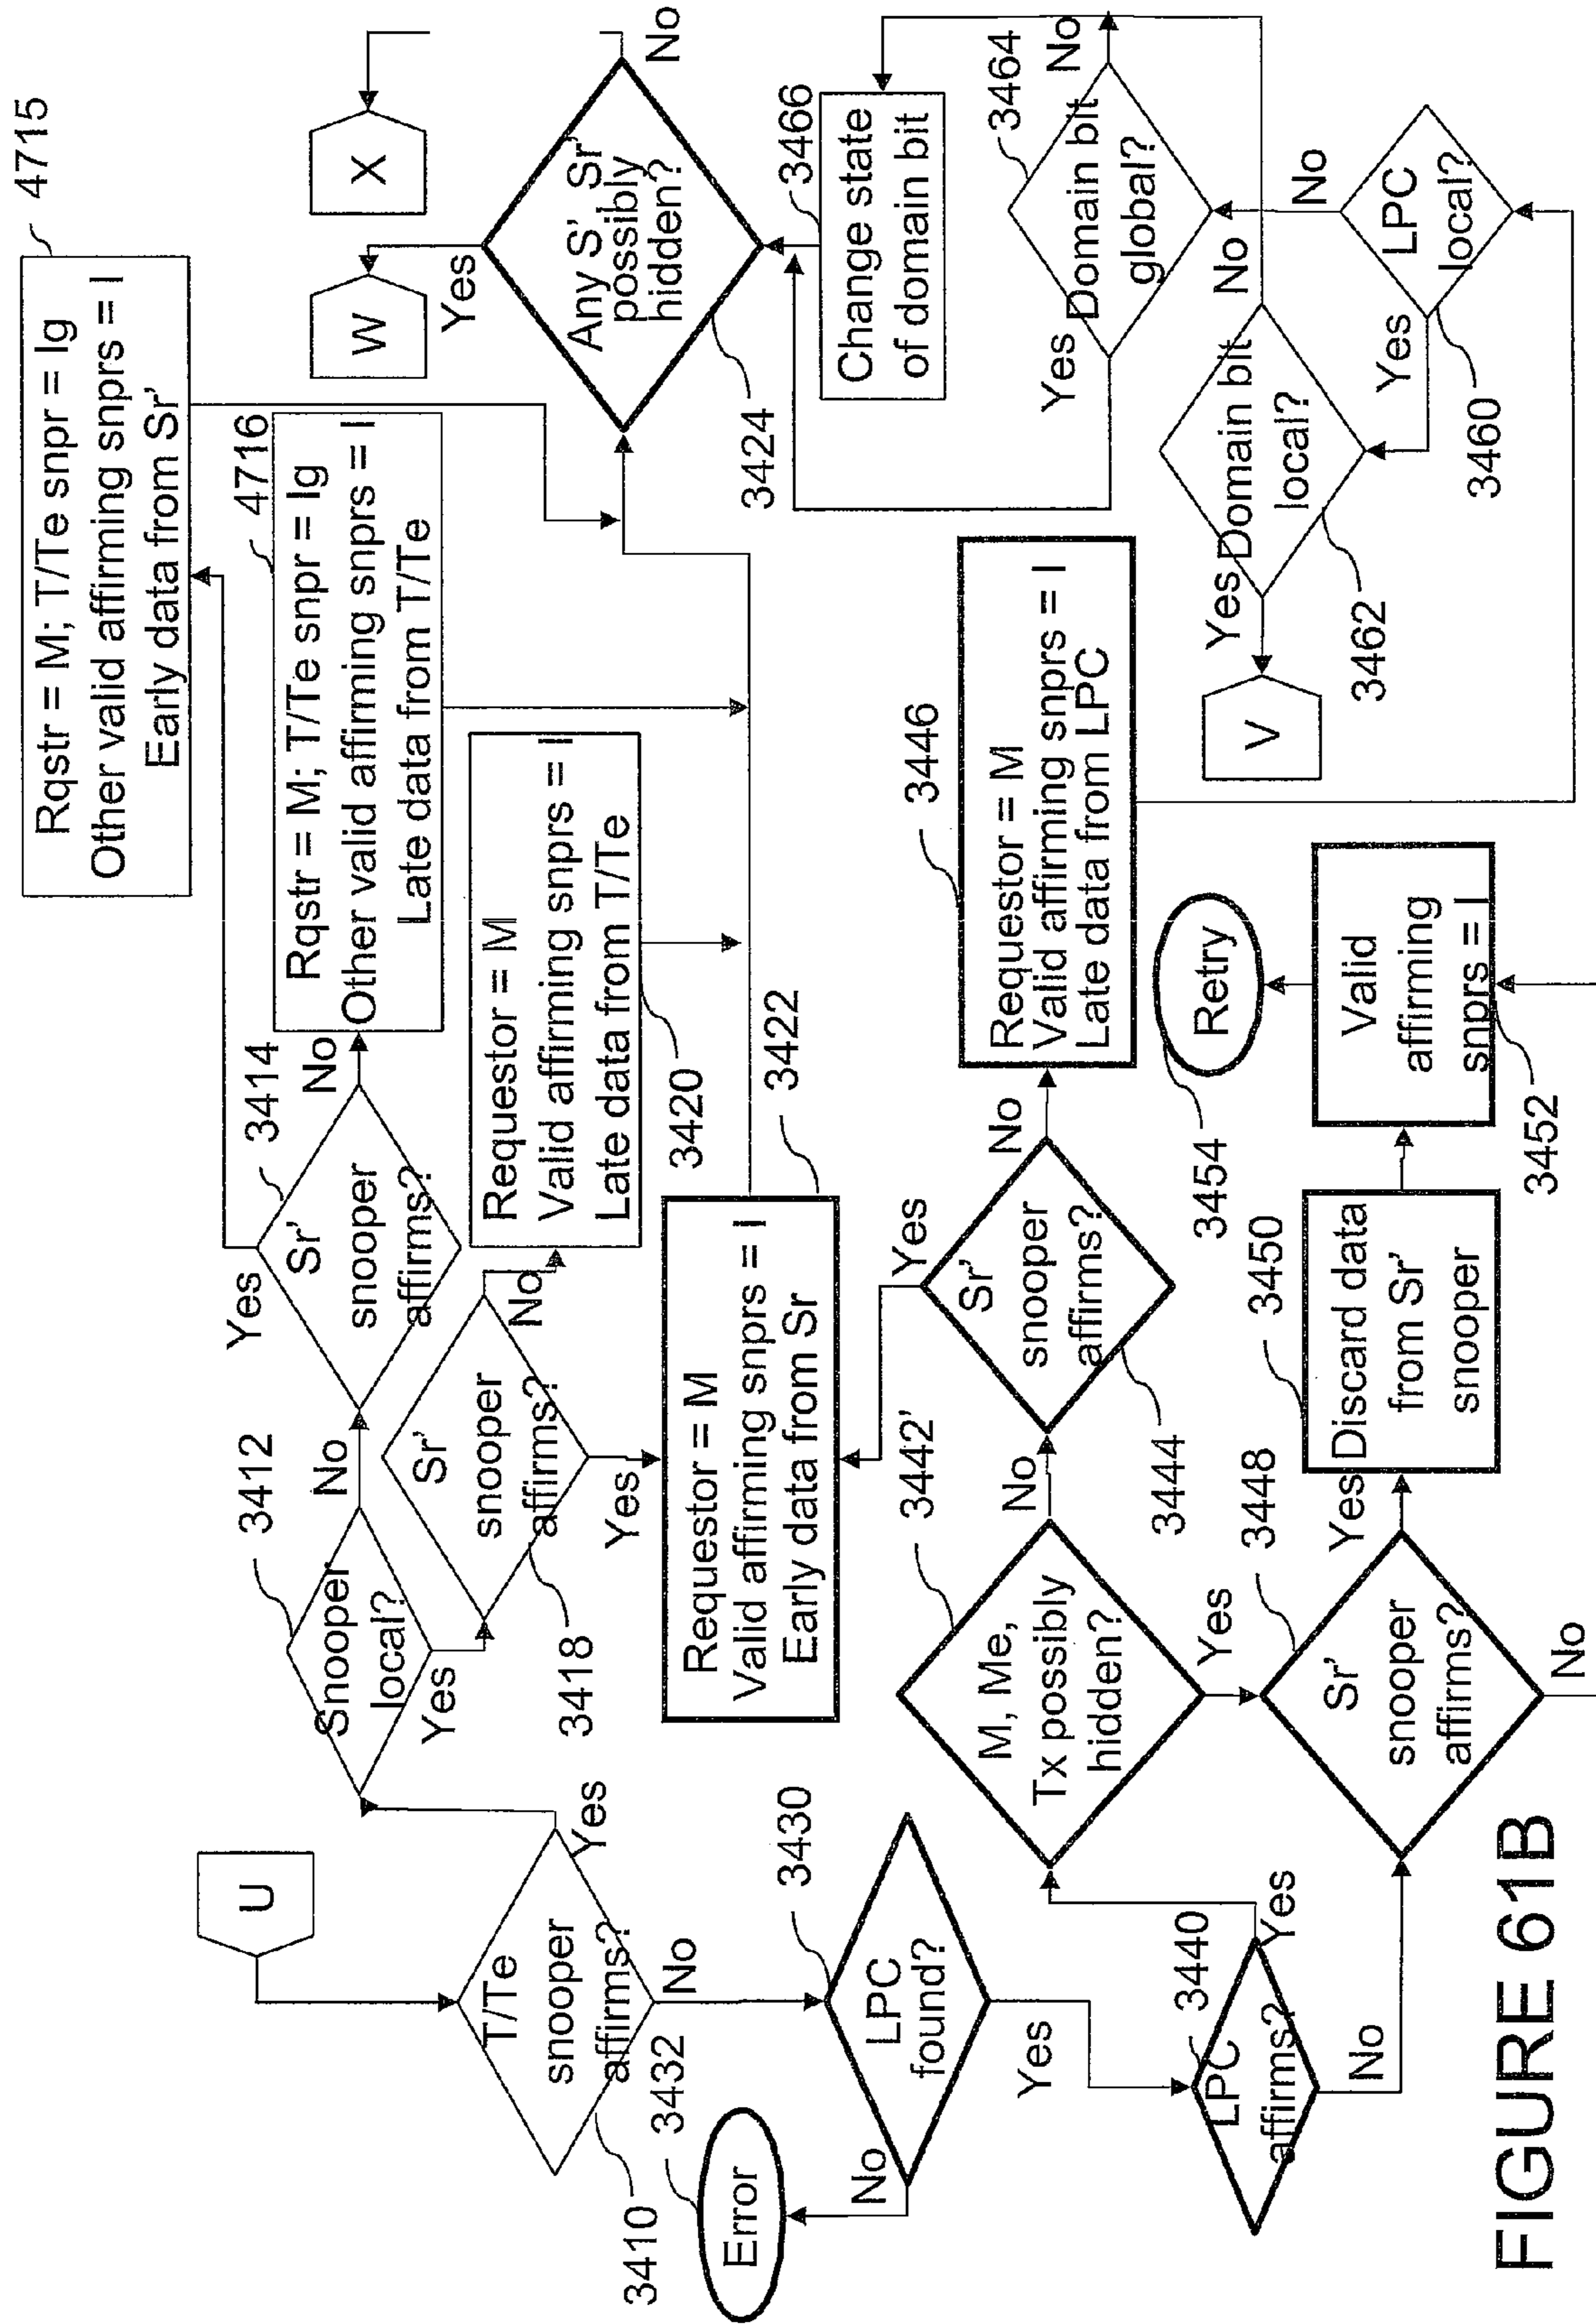 U
T/Te
snooper
affirms?
3410
Yes
No
Snooper
local?
3412
No
Yes
Sr'
snooper
affirms?
3414
Yes
No
Rqstr = M; T/Te snpr = Ig
Other valid affirming snprs = I
Early data from Sr'
4715
Rqstr = M; T/Te snpr = Ig
Other valid affirming snprs = I
Late data from T/Te
4716
Sr'
snooper
affirms?
3418
No
Yes
Requestor = M
Valid affirming snprs = I
Late data from T/Te
3420
Requestor = M
Valid affirming snprs = I
Early data from Sr
3422
Any S' Sr'
possibly
hidden?
3424
Yes
No
W
X
Error
3432
LPC
found?
3430
No
Yes
LPC
affirms?
3440
Yes
No
M, Me,
Tx possibly
hidden?
3442'
No
Yes
Sr'
snooper
affirms?
3444
Yes
No
Requestor = M
Valid affirming snprs = I
Late data from LPC
3446
Sr'
snooper
affirms?
3448
Yes
No
Discard data
from Sr'
snooper
3450
Valid
affirming
snprs = I
3452
Retry
3454
LPC
local?
3460
Yes
No
Domain bit
local?
3462
Yes
No
V
Domain bit
global?
3464
Yes
No
Change state
of domain bit
3466
FIGURE 61B